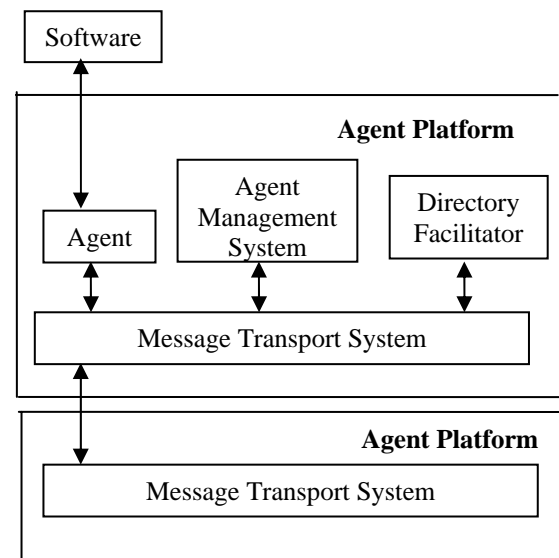 Software
Agent Platform
Agent
Management
System
Directory
Facilitator
Agent
Message Transport System
Agent Platform
Message Transport System